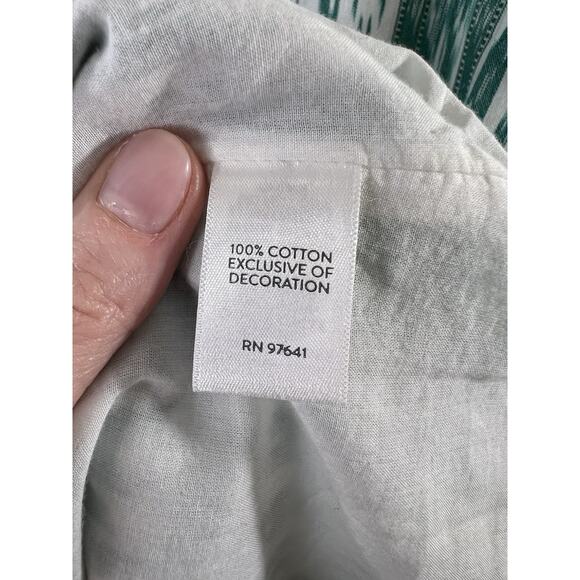 100% COTTON
EXCLUSIVE OF
DECORATION
RN 97641